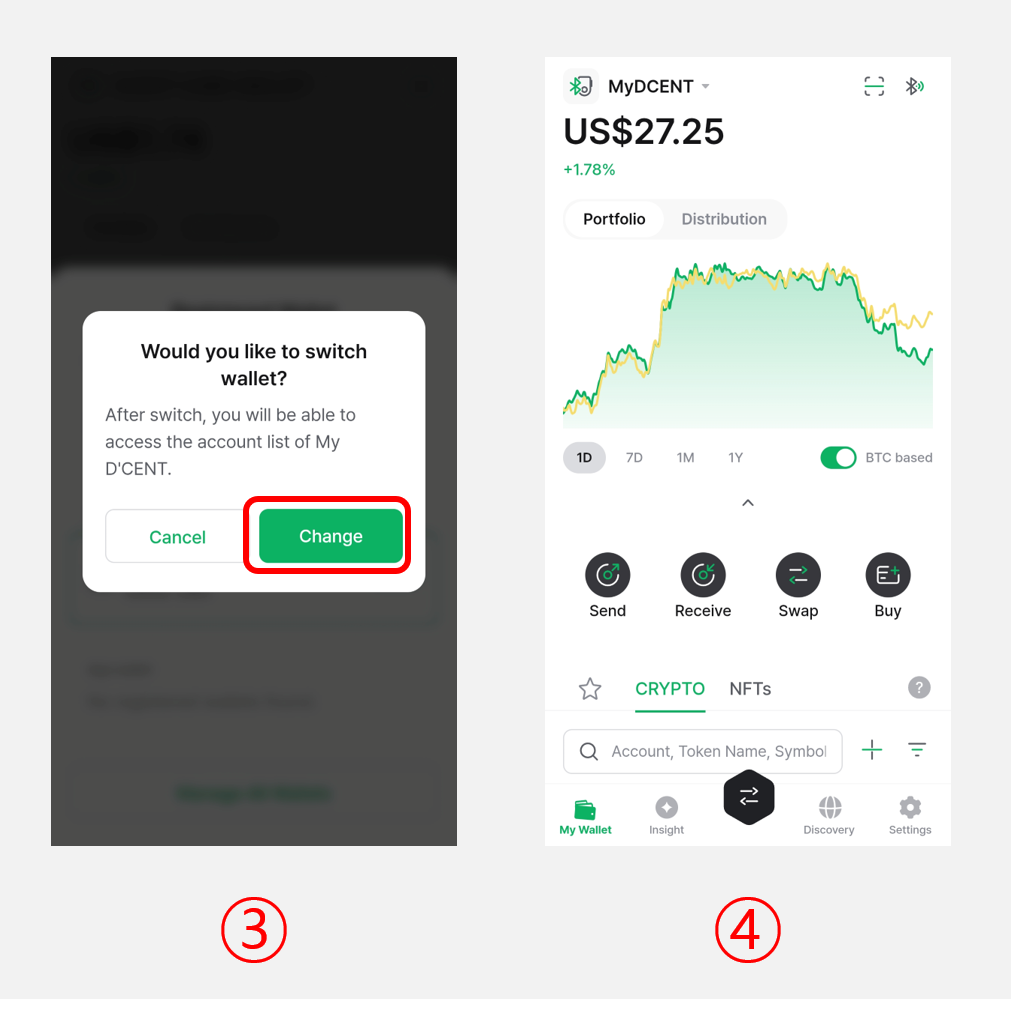 Would you like to switch
wallet?
After switch, you will be able to
access the account list of My
D'CENT.
Cancel
Change
③
MyDCENT
US$27.25
+1.78%
Portfolio
Distribution
1D
7D
1M
1Y
BTC based
Send
Receive
Swap
Buy
CRYPTO
NFTs
?
Account, Token Name, Symbol
My Wallet
Insight
Discovery
Settings
④